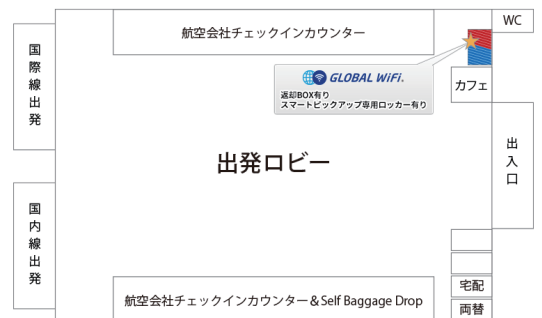 WC
航空会社チェックインカウンター
国際線出発
GLOBAL WiFi.
返却BOX有り
スマートピックアップ専用ロッカー有り
カフェ
出入口
出発ロビー
国内線出発
宅配
航空会社チェックインカウンター＆Self Baggage Drop
両替